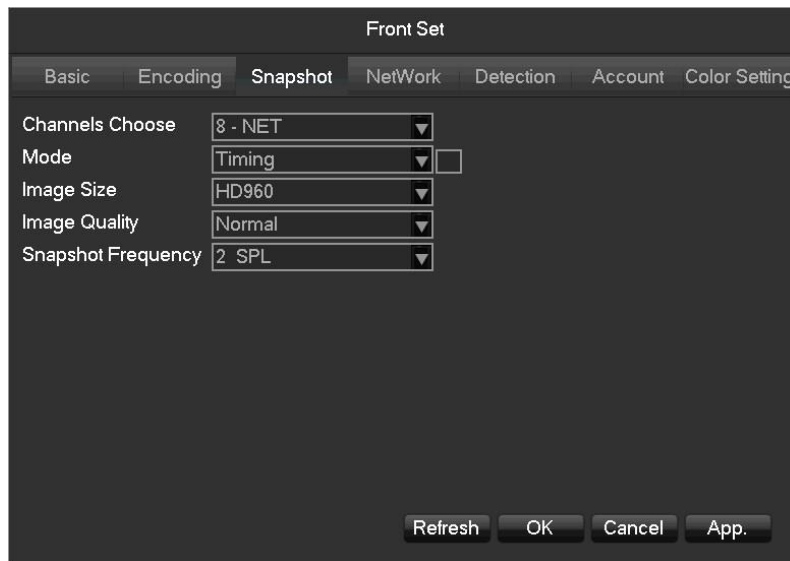 Front Set
Basic Encoding Snapshot NetWork Detection Account Color Setting
Channels Choose 8 - NET
Mode Timing
Image Size HD960
Image Quality Normal
Snapshot Frequency 2 SPL
Refresh OK Cancel App.